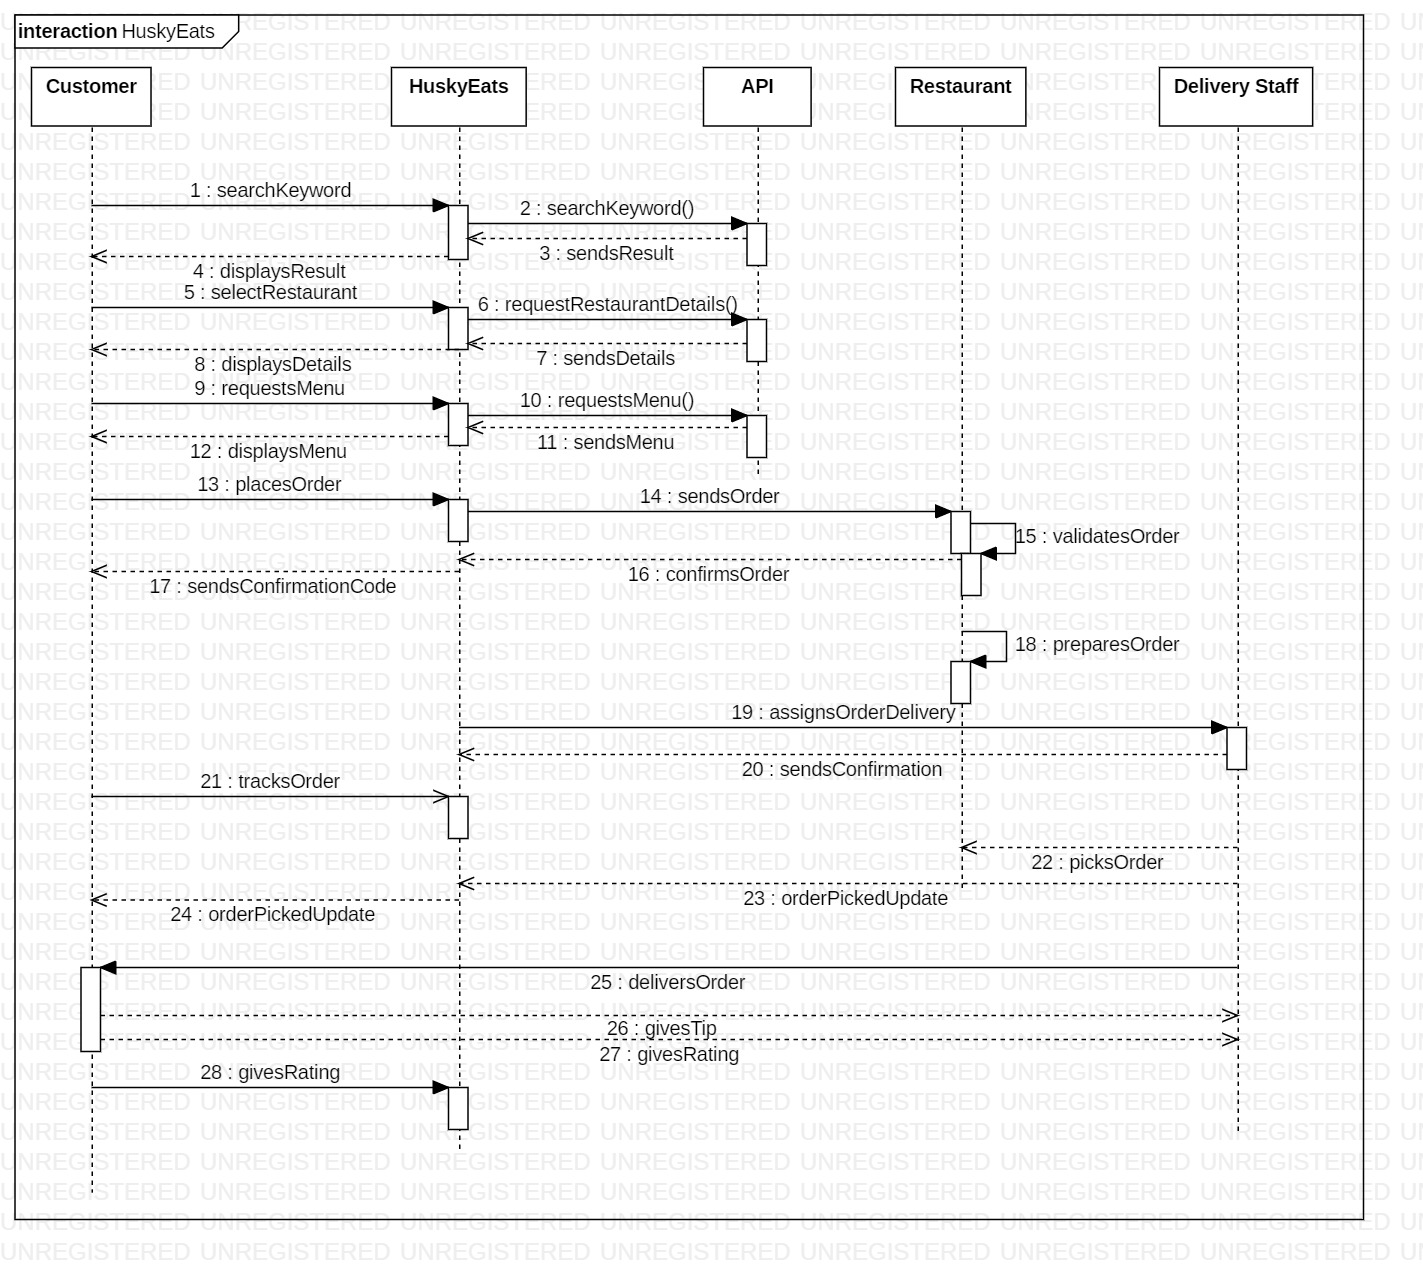 interaction HuskyEats
Customer
HuskyEats
API
Restaurant
Delivery Staff
1 : searchKeyword
2 : searchKeyword()
3 : sendsResult
4 : displaysResult
5 : selectRestaurant
6 : requestRestaurantDetails()
7 : sendsDetails
8 : displaysDetails
9 : requestsMenu
10 : requestsMenu()
11 : sendsMenu
12 : displaysMenu
13 : placesOrder
14 : sendsOrder
15 : validatesOrder
16 : confirmsOrder
17 : sendsConfirmationCode
18 : preparesOrder
19 : assignsOrderDelivery
20 : sendsConfirmation
21 : tracksOrder
22 : picksOrder
23 : orderPickedUpdate
24 : orderPickedUpdate
25 : deliversOrder
26 : givesTip
27 : givesRating
28 : givesRating
UNREGISTERED UNREGISTERED UNREGISTERED UNREGISTERED UNREGISTERED UNREGISTERED UNREGISTERED